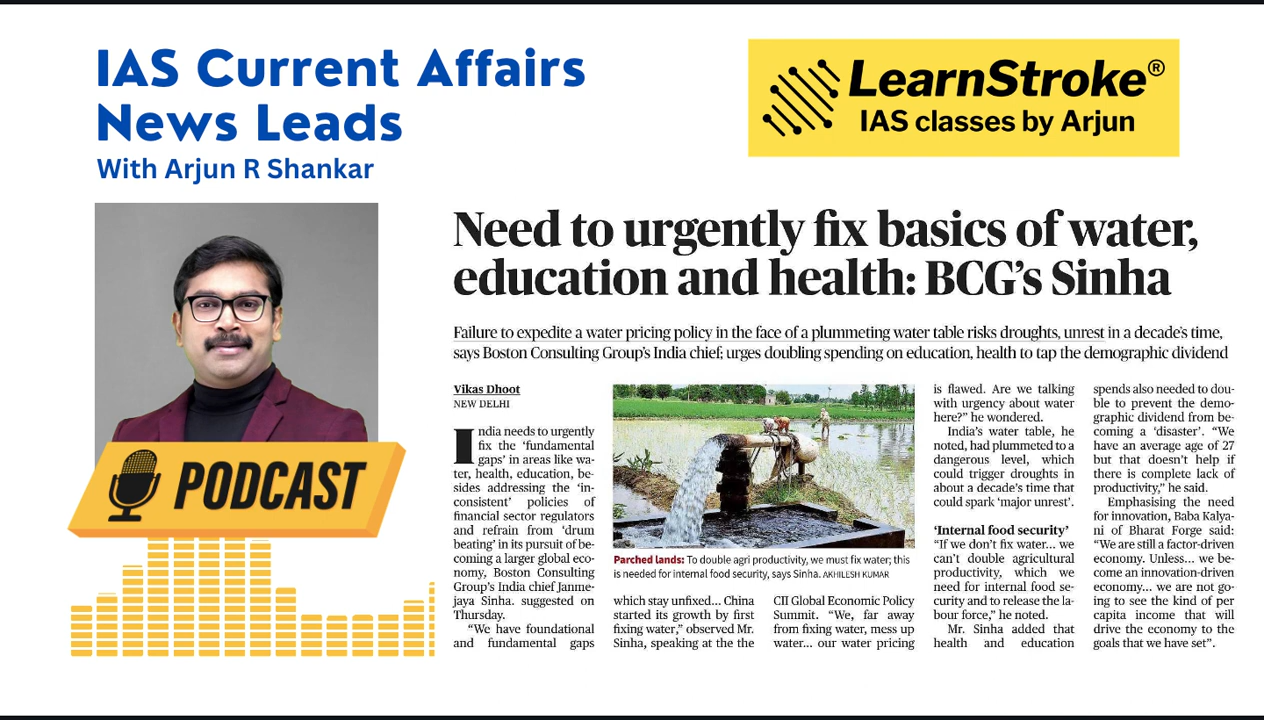 IAS Current Affairs
News Leads
With Arjun R Shankar
LearnStroke®
IAS classes by Arjun
PODCAST
Need to urgently fix basics of water,
education and health: BCG's Sinha
Failure to expedite a water pricing policy in the face of a plummeting water table risks droughts, unrest in a decade's time,
says Boston Consulting Group's India chief; urges doubling spending on education, health to tap the demographic dividend
Vikas Dhoot
NEW DELHI
India needs to urgently
fix the 'fundamental
gaps' in areas like wa-
ter, health, education, be-
sides addressing the 'in-
consistent' policies of
financial sector regulators
and refrain from 'drum
beating' in its pursuit of be-
coming a larger global eco-
nomy, Boston Consulting
Group's India chief Janme-
jaya Sinha. suggested on
Thursday.
"We have foundational
and fundamental gaps
Parched lands: To double agri productivity, we must fix water; this
is needed for internal food security, says Sinha. AKHILESH KUMAR
which stay unfixed... China
started its growth by first
fixing water," observed Mr.
Sinha, speaking at the the
CII Global Economic Policy
Summit. "We, far away
from fixing water, mess up
water... our water pricing
is flawed. Are we talking
with urgency about water
here?" he wondered.
India's water table, he
noted, had plummeted to a
dangerous level, which
could trigger droughts in
about a decade's time that
could spark 'major unrest'.
'Internal food security'
"If we don't fix water... we
can't double agricultural
productivity, which we
need for internal food se-
curity and to release the la-
bour force," he noted.
Mr. Sinha added that
health and education
spends also needed to dou-
ble to prevent the demo-
graphic dividend from be-
coming a 'disaster'. "We
have an average age of 27
but that doesn't help if
there is complete lack of
productivity," he said.
Emphasising the need
for innovation, Baba Kalya-
ni of Bharat Forge said:
"We are still a factor-driven
economy. Unless... we be-
come an innovation-driven
economy... we are not go-
ing to see the kind of per
capita income that will
drive the economy to the
goals that we have set".